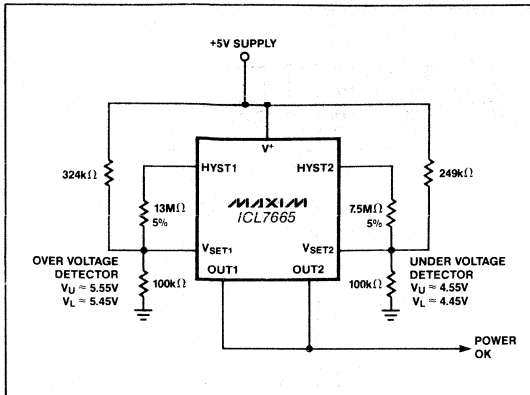 +5V SUPPLY
V+
HYST1
HYST2
324kΩ
249kΩ
13MΩ
5%
MAXIM
ICL7665
7.5MΩ
5%
VSET1
VSET2
OUT1
OUT2
OVER VOLTAGE
DETECTOR
VU ≈ 5.55V
VL ≈ 5.45V
100kΩ
100kΩ
UNDER VOLTAGE
DETECTOR
VU ≈ 4.55V
VL ≈ 4.45V
POWER
OK